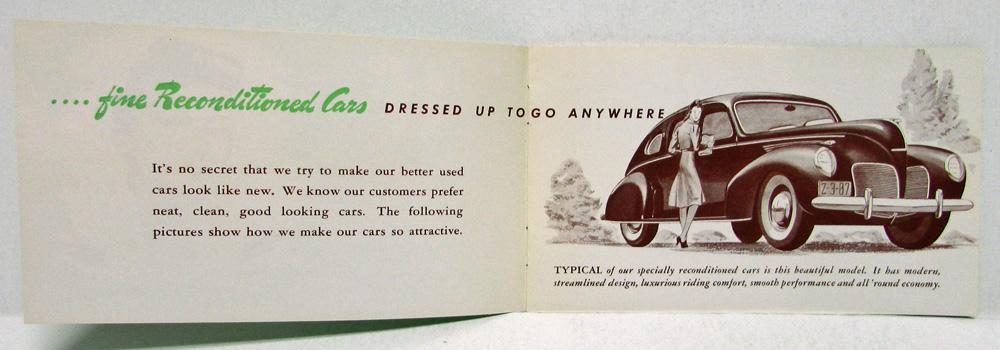 .... fine Reconditioned Cars DRESSED UP TO GO ANYWHERE
It's no secret that we try to make our better used
cars look like new. We know our customers prefer
neat, clean, good looking cars. The following
pictures show how we make our cars so attractive.
Z-3-87
TYPICAL of our specially reconditioned cars is this beautiful model. It has modern,
streamlined design, luxurious riding comfort, smooth performance and all 'round economy.